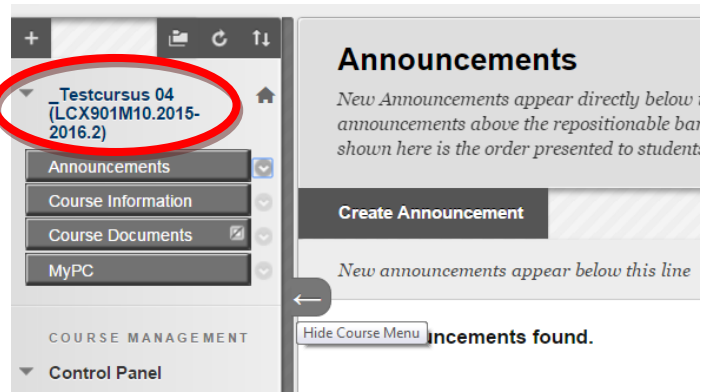 _Testcursus 04
(LCX901M10.2015-
2016.2)
Announcements
Course Information
Course Documents
MyPC
COURSE MANAGEMENT
Control Panel
Announcements
New Announcements appear directly below
announcements above the repositionable bar
shown here is the order presented to students
Create Announcement
New announcements appear below this line
Hide Course Menu
uncements found.